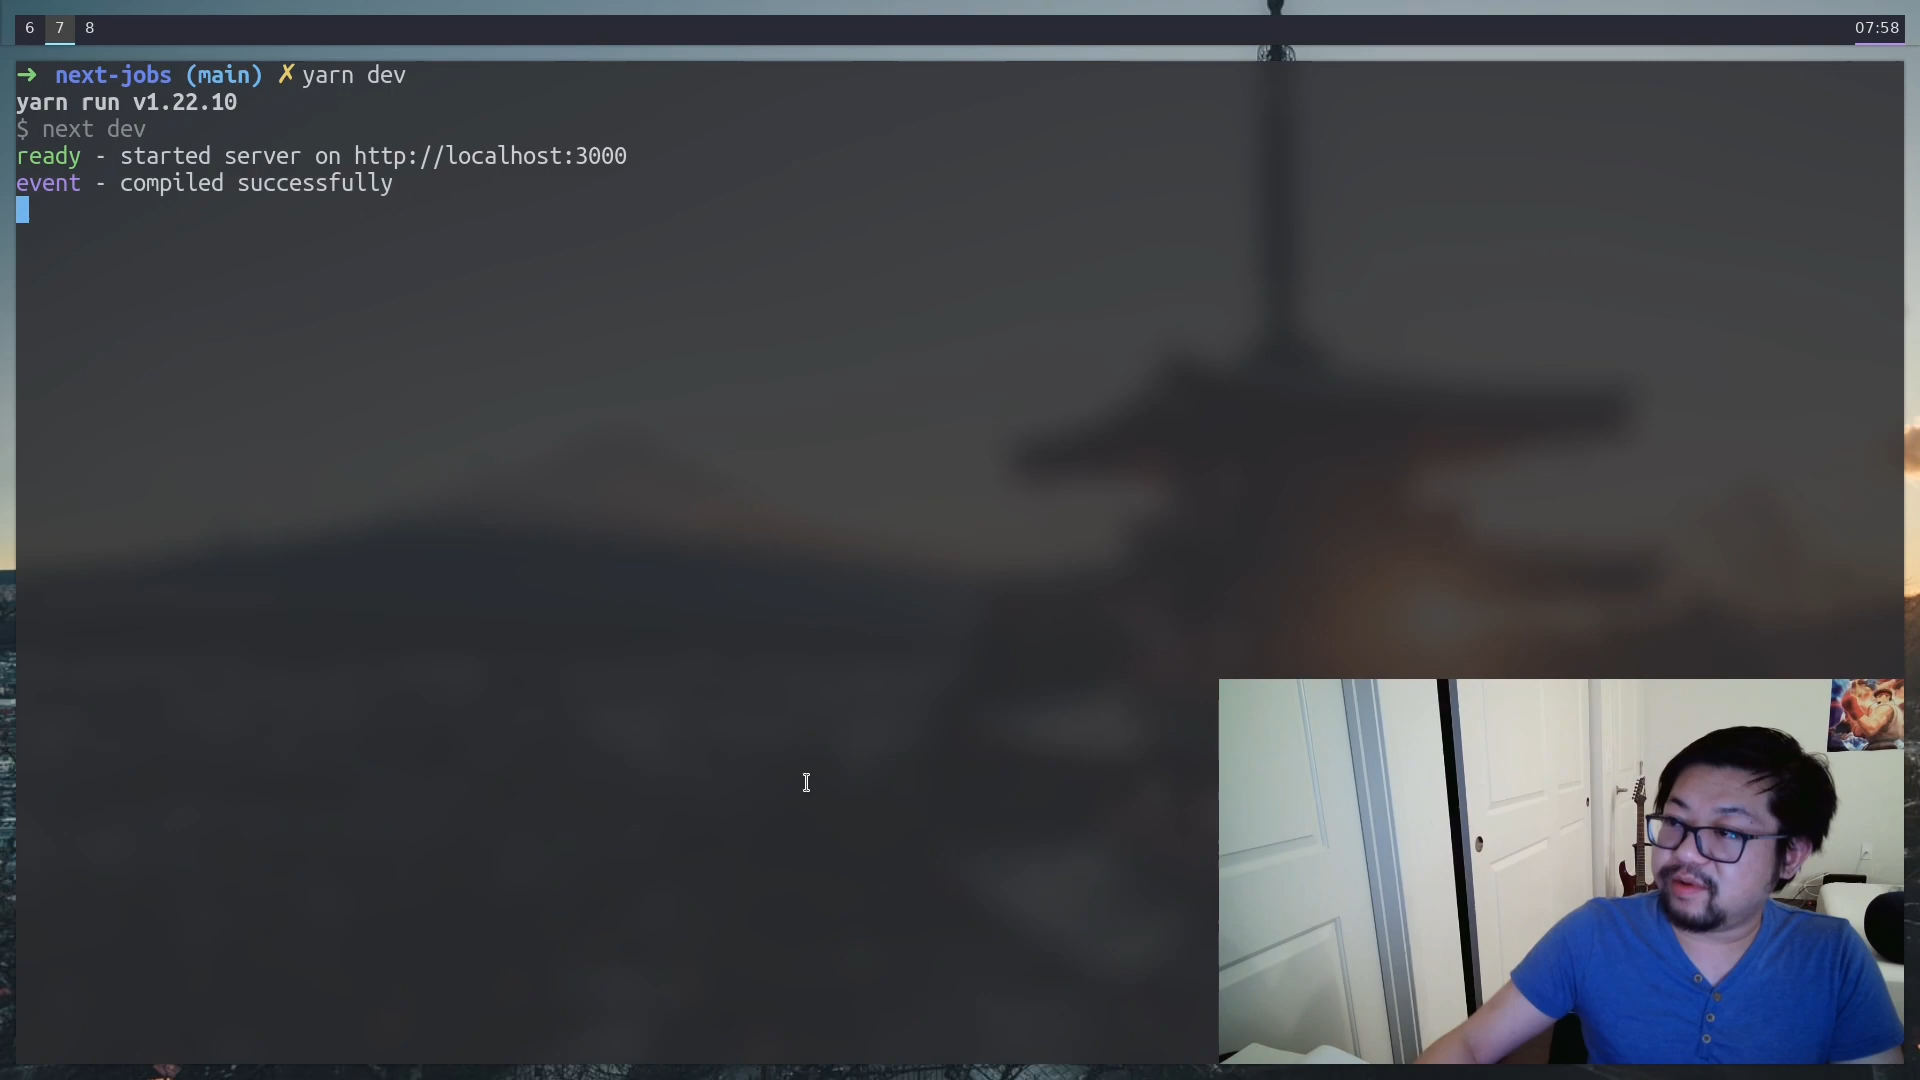 6 7 8 07:58
➜ next-jobs (main) ✗ yarn dev
yarn run v1.22.10
$ next dev
ready - started server on http://localhost:3000
event - compiled successfully